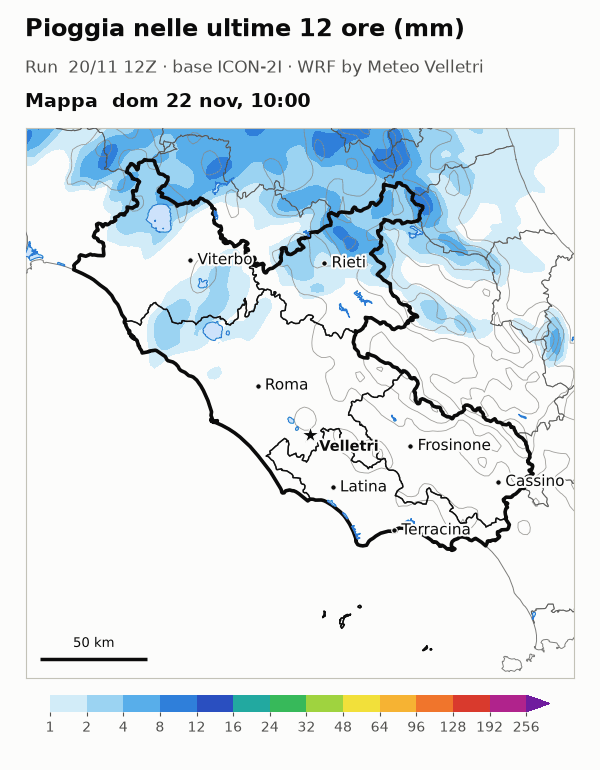 Pioggia nelle ultime 12 ore (mm)
Run 20/11 12Z · base ICON-2I · WRF by Meteo Velletri
Mappa dom 22 nov, 10:00
Viterbo
Rieti
Roma
Velletri
Frosinone
Latina
Cassino
Terracina
50 km
1 2 4 8 12 16 24 32 48 64 96 128 192 256